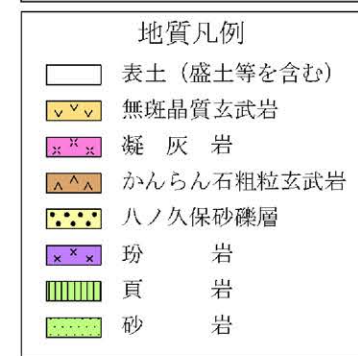 地質凡例
表土（盛土等を含む）
無斑晶質玄武岩
凝灰岩
かんらん石粗粒玄武岩
八ノ久保砂礫層
玢岩
頁岩
砂岩